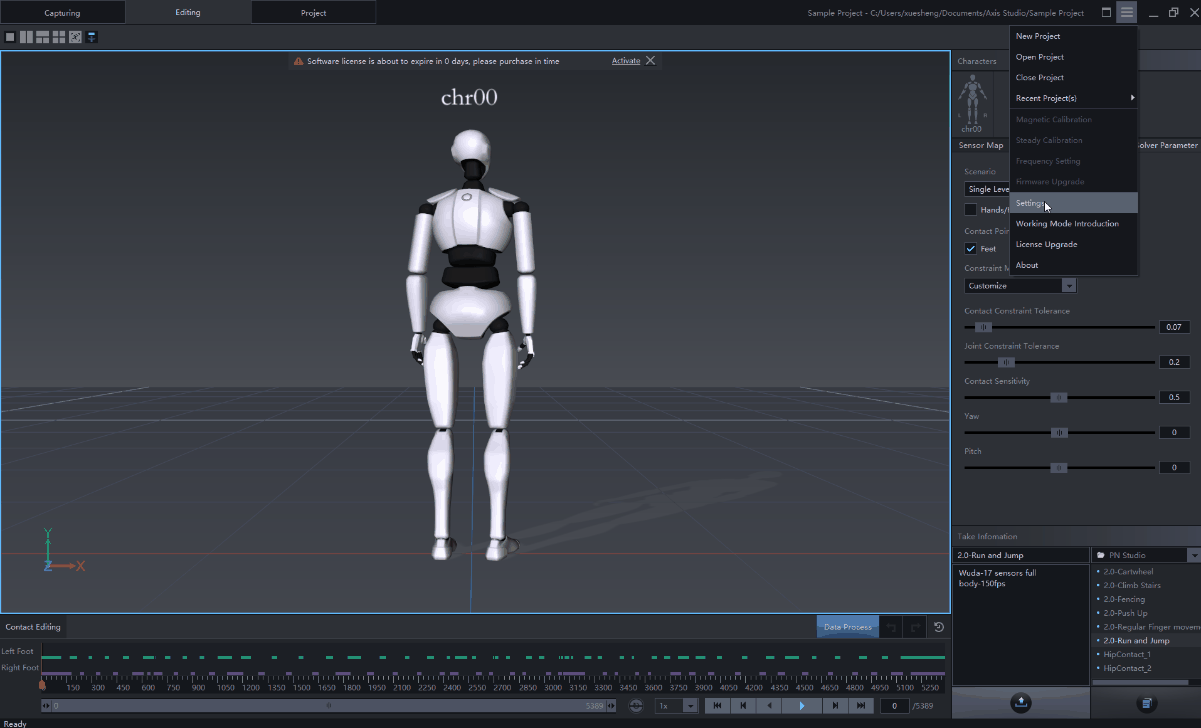 Capturing
Editing
Project
Sample Project - C:/Users/xuesheng/Documents/Axis Studio/Sample Project
Software license is about to expire in 0 days, please purchase in time
Activate
chr00
New Project
Open Project
Close Project
Recent Project(s)
Magnetic Calibration
Steady Calibration
Frequency Setting
Firmware Upgrade
Settings
Working Mode Introduction
License Upgrade
About
Characters
L R
chr00
Sensor Map
Solver Parameter
Scenario
Single Leve
Hands/
Contact Poin
Feet
Constraint M
Customize
Contact Constraint Tolerance
0.07
Joint Constraint Tolerance
0.2
Contact Sensitivity
0.5
Yaw
0
Pitch
0
Y
Z X
Take Infomation
2.0-Run and Jump
Wuda-17 sensors full
body-150fps
PN Studio
2.0-Cartwheel
2.0-Climb Stairs
2.0-Fencing
2.0-Push Up
2.0-Regular Finger movem
2.0-Run and Jump
HipContact_1
HipContact_2
Contact Editing
Data Prosess
Left Foot
Right Foot
150 300 450 600 750 900 1050 1200 1350 1500 1650 1800 1950 2100 2250 2400 2550 2700 2850 3000 3150 3300 3450 3600 3750 3900 4050 4200 4350 4500 4650 4800 4950 5100 5250
0
5389
1x
0
/5389
Ready